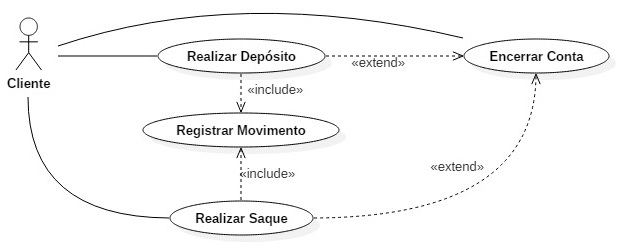 Cliente
Realizar Depósito
«extend»
Encerrar Conta
«include»
Registrar Movimento
«include»
«extend»
Realizar Saque